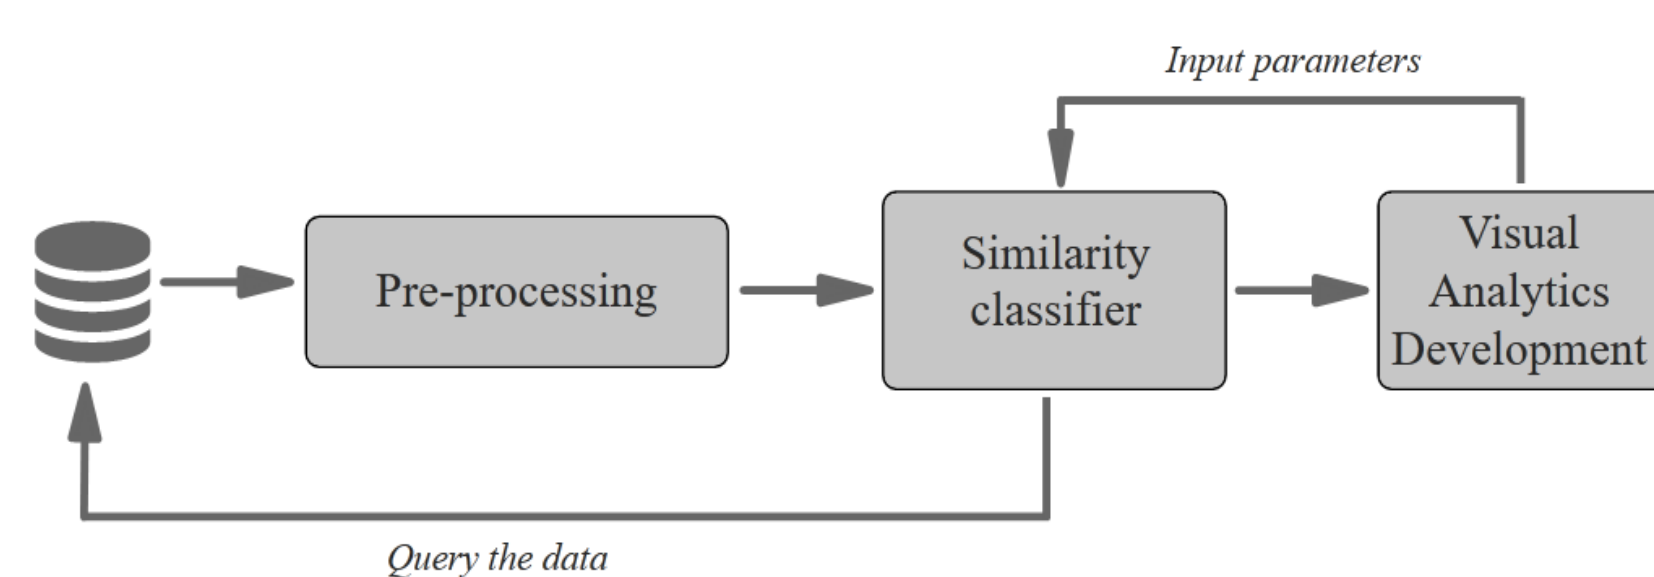 Input parameters
Pre-processing
Similarity
classifier
Visual
Analytics
Development
Query the data